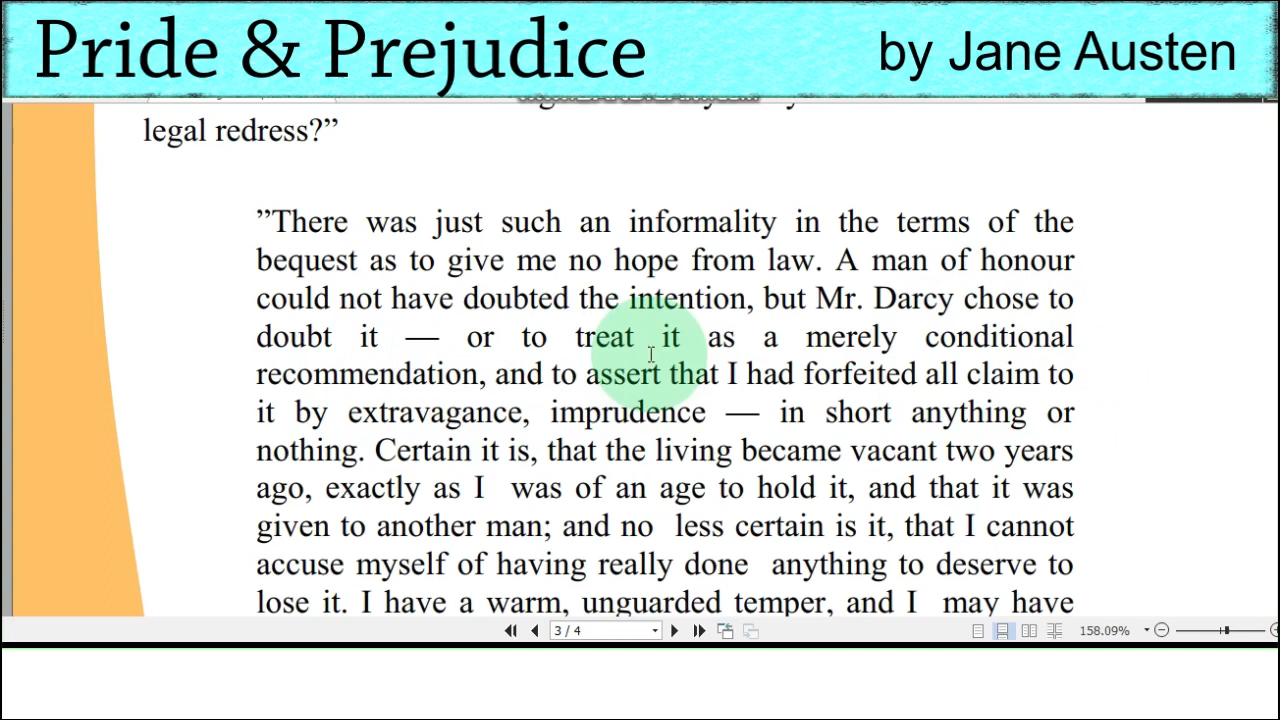 Pride & Prejudice
by Jane Austen
legal redress?”
”There was just such an informality in the terms of the
bequest as to give me no hope from law. A man of honour
could not have doubted the intention, but Mr. Darcy chose to
doubt it — or to treat it as a merely conditional
recommendation, and to assert that I had forfeited all claim to
it by extravagance, imprudence — in short anything or
nothing. Certain it is, that the living became vacant two years
ago, exactly as I was of an age to hold it, and that it was
given to another man; and no less certain is it, that I cannot
accuse myself of having really done anything to deserve to
lose it. I have a warm, unguarded temper, and I may have
3 / 4
158.09%